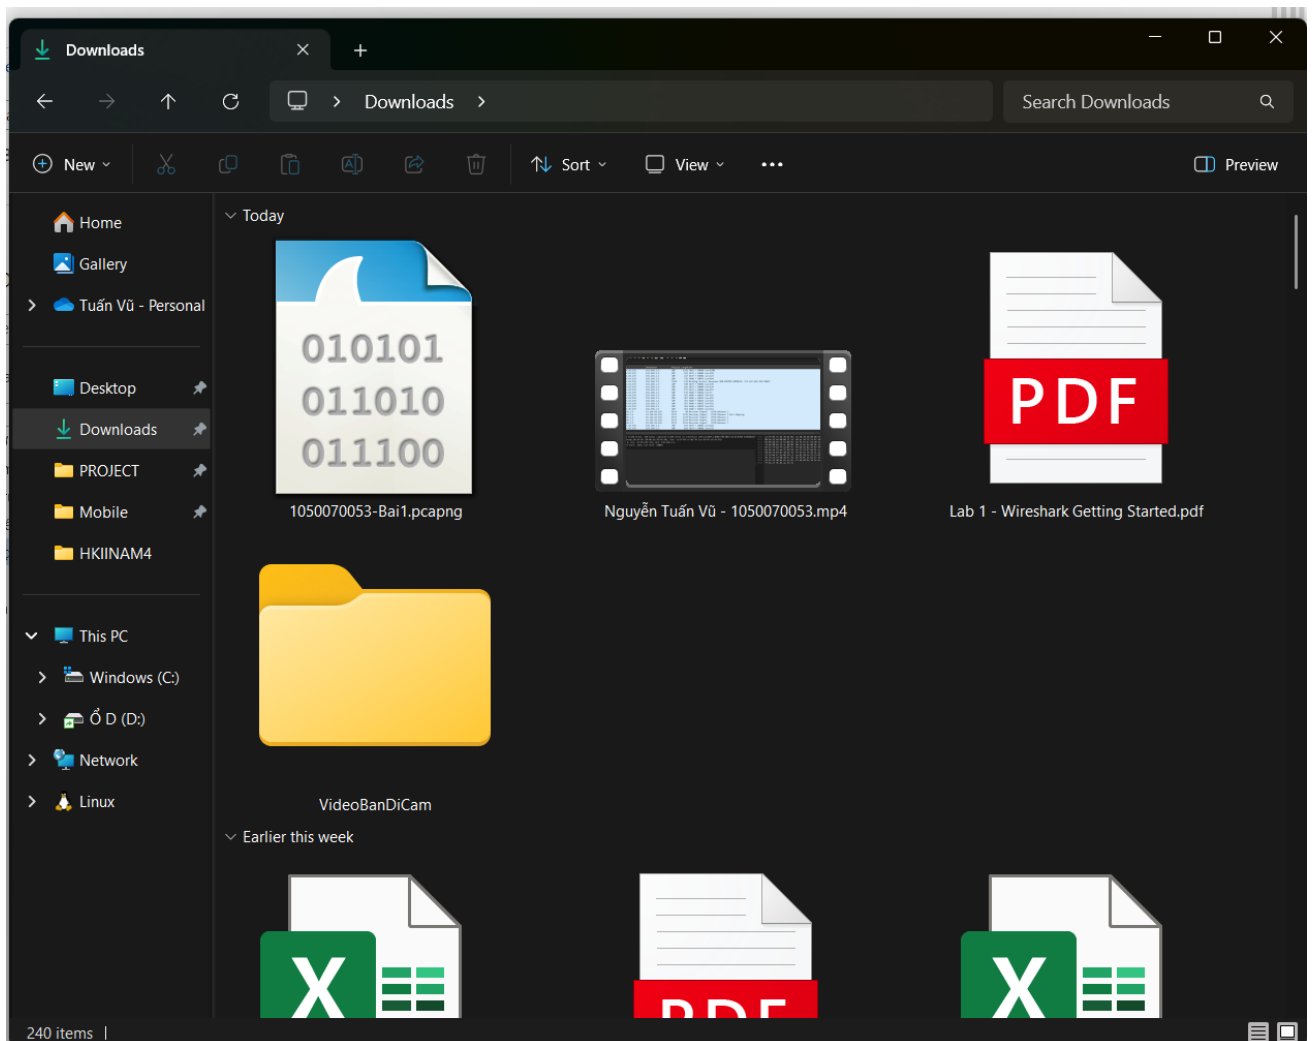 Downloads
Downloads
Search Downloads
New
Sort
View
Preview
Home
Gallery
Tuấn Vũ - Personal
Desktop
Downloads
PROJECT
Mobile
HKIINAM4
This PC
Windows (C:)
Ổ D (D:)
Network
Linux
Today
010101
011010
011100
PDF
1050070053-Bai1.pcapng
Nguyễn Tuấn Vũ - 1050070053.mp4
Lab 1 - Wireshark Getting Started.pdf
VideoBanDiCam
Earlier this week
X
PDF
X
240 items